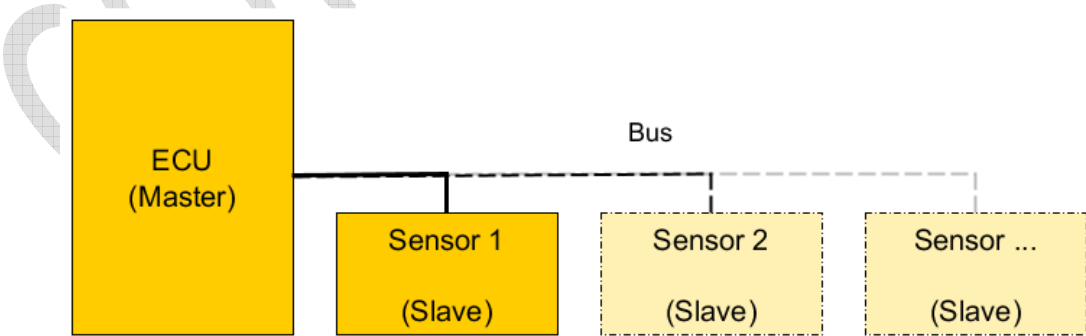 Bus
ECU
(Master)
Sensor 1
(Slave)
Sensor 2
(Slave)
Sensor ...
(Slave)